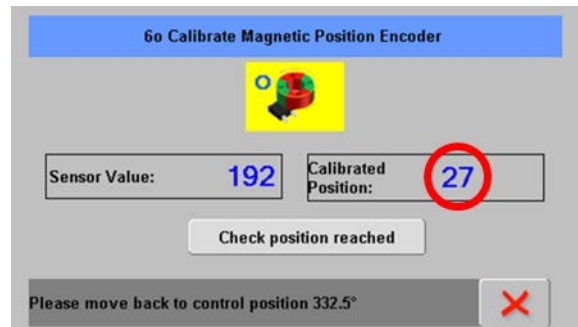 6o Calibrate Magnetic Position Encoder
Sensor Value: 192
Calibrated
Position: 27
Check position reached
Please move back to control position 332.5°